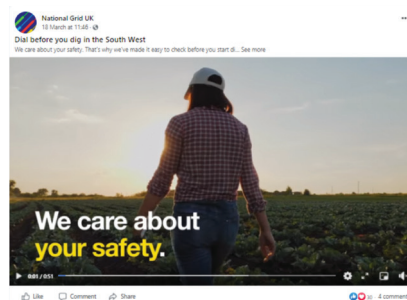 National Grid UK
18 March at 11:46
Dial before you dig in the South West
We care about your safety. That's why we've made it easy to check before you start di... See more
We care about
your safety.
0:01 / 0:51
Like
Comment
Share
4 comment